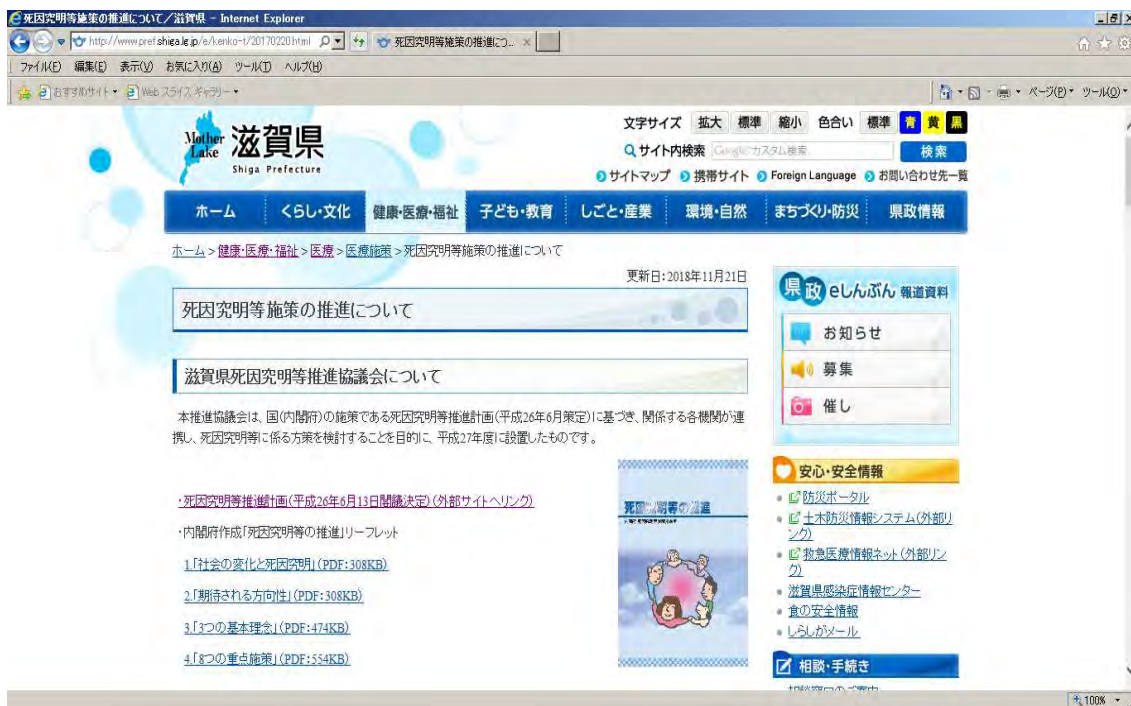 死因究明等施策の推進について／滋賀県 - Internet Explorer
http://www.pref.shiga.lg.jp/e/kenko-t/20170220.html
死因究明等施策の推進につ... ×
ファイル(F) 編集(E) 表示(V) お気に入り(A) ツール(T) ヘルプ(H)
おすすめサイト Web スライス ギャラリー ページ(P) ツール(O)
Mother Lake 滋賀県
Shiga Prefecture
文字サイズ 拡大 標準 縮小 色合い 標準 青 黄 黒
サイト内検索 Google カスタム検索 検索
サイトマップ 携帯サイト Foreign Language お問い合わせ先一覧
ホーム くらし・文化 健康・医療・福祉 子ども・教育 しごと・産業 環境・自然 まちづくり・防災 県政情報
ホーム > 健康・医療・福祉 > 医療 > 医療施策 > 死因究明等施策の推進について
更新日：2018年11月21日
死因究明等施策の推進について
滋賀県死因究明等推進協議会について
本推進協議会は、国(内閣府)の施策である死因究明等推進計画(平成26年6月策定)に基づき、関係する各機関が連
携し、死因究明等に係る方策を検討することを目的に、平成27年度に設置したものです。
・死因究明等推進計画(平成26年6月13日閣議決定)(外部サイトへリンク)
・内閣府作成「死因究明等の推進」リーフレット
1.「社会の変化と死因究明」(PDF：308KB)
2.「期待される方向性」(PDF：308KB)
3.「3つの基本理念」(PDF：474KB)
4.「8つの重点施策」(PDF：554KB)
死因究明等の推進
県政 eしんぶん 報道資料
お知らせ
募集
催し
安心・安全情報
防災ポータル
土木防災情報システム(外部リ
ンク)
救急医療情報ネット(外部リン
ク)
滋賀県感染症情報センター
食の安全情報
しらしがメール
相談・手続き
100%